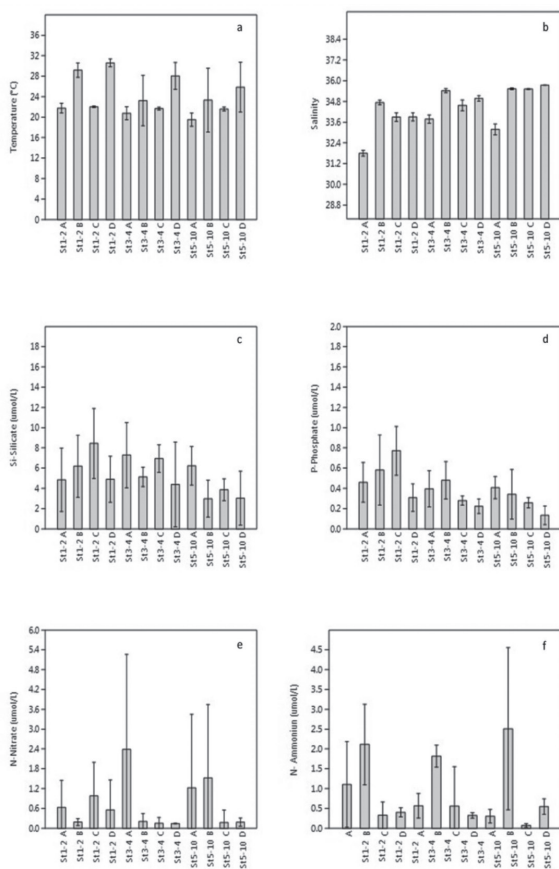 a
Temperature (°C)
36
32
28
24
20
16
12
8
4
0
St1-2 A
St1-2 B
St1-2 C
St1-2 D
St3-4 A
St3-4 B
St3-4 C
St3-4 D
St5-10 A
St5-10 B
St5-10 C
St5-10 D
b
Salinity
38.4
37.2
36.0
34.8
33.6
32.4
31.2
30.0
28.8
St1-2 A
St1-2 B
St1-2 C
St1-2 D
St3-4 A
St3-4 B
St3-4 C
St3-4 D
St5-10 A
St5-10 B
St5-10 C
St5-10 D
c
Si-Silicate (umol/L)
18
16
14
12
10
8
6
4
2
0
St1-2 A
St1-2 B
St1-2 C
St1-2 D
St3-4 A
St3-4 B
St3-4 C
St3-4 D
St5-10 A
St5-10 B
St5-10 C
St5-10 D
d
P-Phosphate (umol/L)
2.0
1.8
1.6
1.4
1.2
1.0
0.8
0.6
0.4
0.2
0.0
St1-2 A
St1-2 B
St1-2 C
St1-2 D
St3-4 A
St3-4 B
St3-4 C
St3-4 D
St5-10 A
St5-10 B
St5-10 C
St5-10 D
e
N-Nitrate (umol/L)
6.0
5.4
4.8
4.2
3.6
3.0
2.4
1.8
1.2
0.6
0.0
St1-2 A
St1-2 B
St1-2 C
St1-2 D
St3-4 A
St3-4 B
St3-4 C
St3-4 D
St5-10 A
St5-10 B
St5-10 C
St5-10 D
f
N- Ammoniun (umol/L)
4.5
4.0
3.5
3.0
2.5
2.0
1.5
1.0
0.5
0.0
A
St1-2 B
St1-2 C
St1-2 D
St3-4 A
St3-4 B
St3-4 C
St3-4 D
St5-10 A
St5-10 B
St5-10 C
St5-10 D